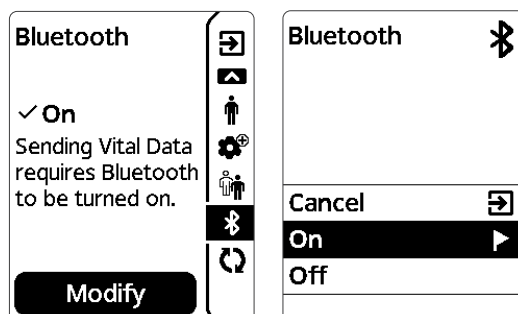 Bluetooth
✓ On
Sending Vital Data
requires Bluetooth
to be turned on.
Modify
Bluetooth
Cancel
On
Off